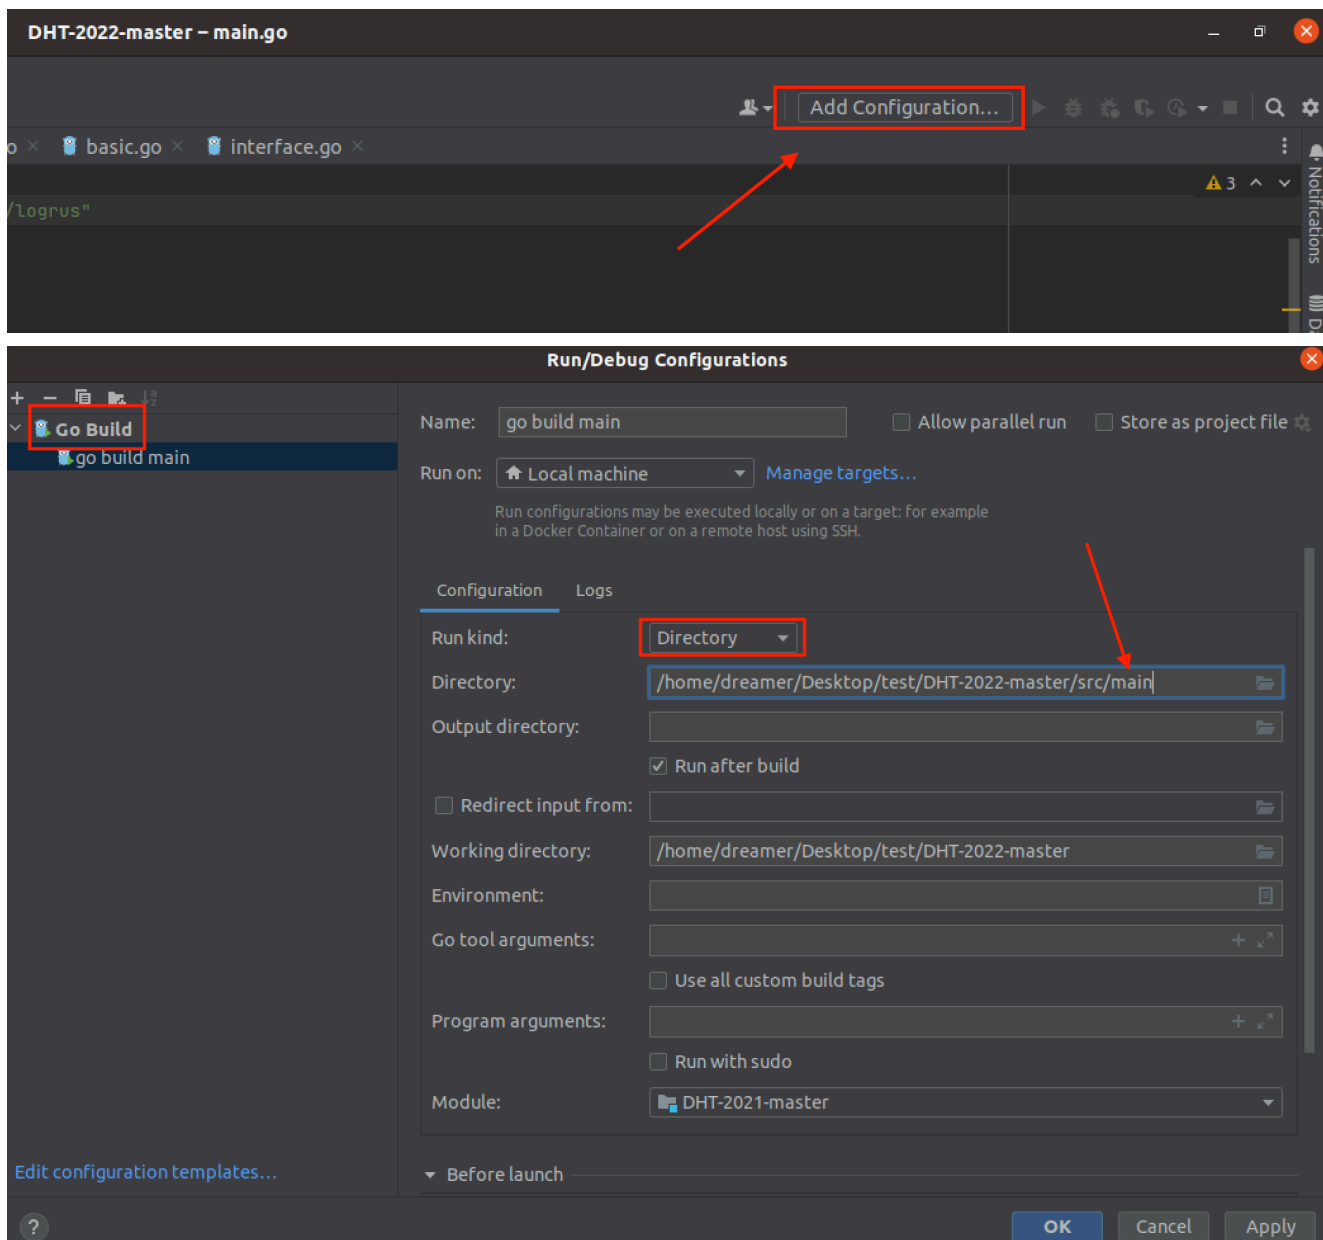 DHT-2022-master – main.go
Add Configuration...
o basic.go interface.go
3
/logrus"
Notifications
Run/Debug Configurations
Go Build
go build main
Name: go build main Allow parallel run Store as project file
Run on: Local machine Manage targets...
Run configurations may be executed locally or on a target: for example
in a Docker Container or on a remote host using SSH.
Configuration Logs
Run kind: Directory
Directory: /home/dreamer/Desktop/test/DHT-2022-master/src/main
Output directory:
Run after build
Redirect input from:
Working directory: /home/dreamer/Desktop/test/DHT-2022-master
Environment:
Go tool arguments:
Use all custom build tags
Program arguments:
Run with sudo
Module: DHT-2021-master
Edit configuration templates...
Before launch
?
OK Cancel Apply